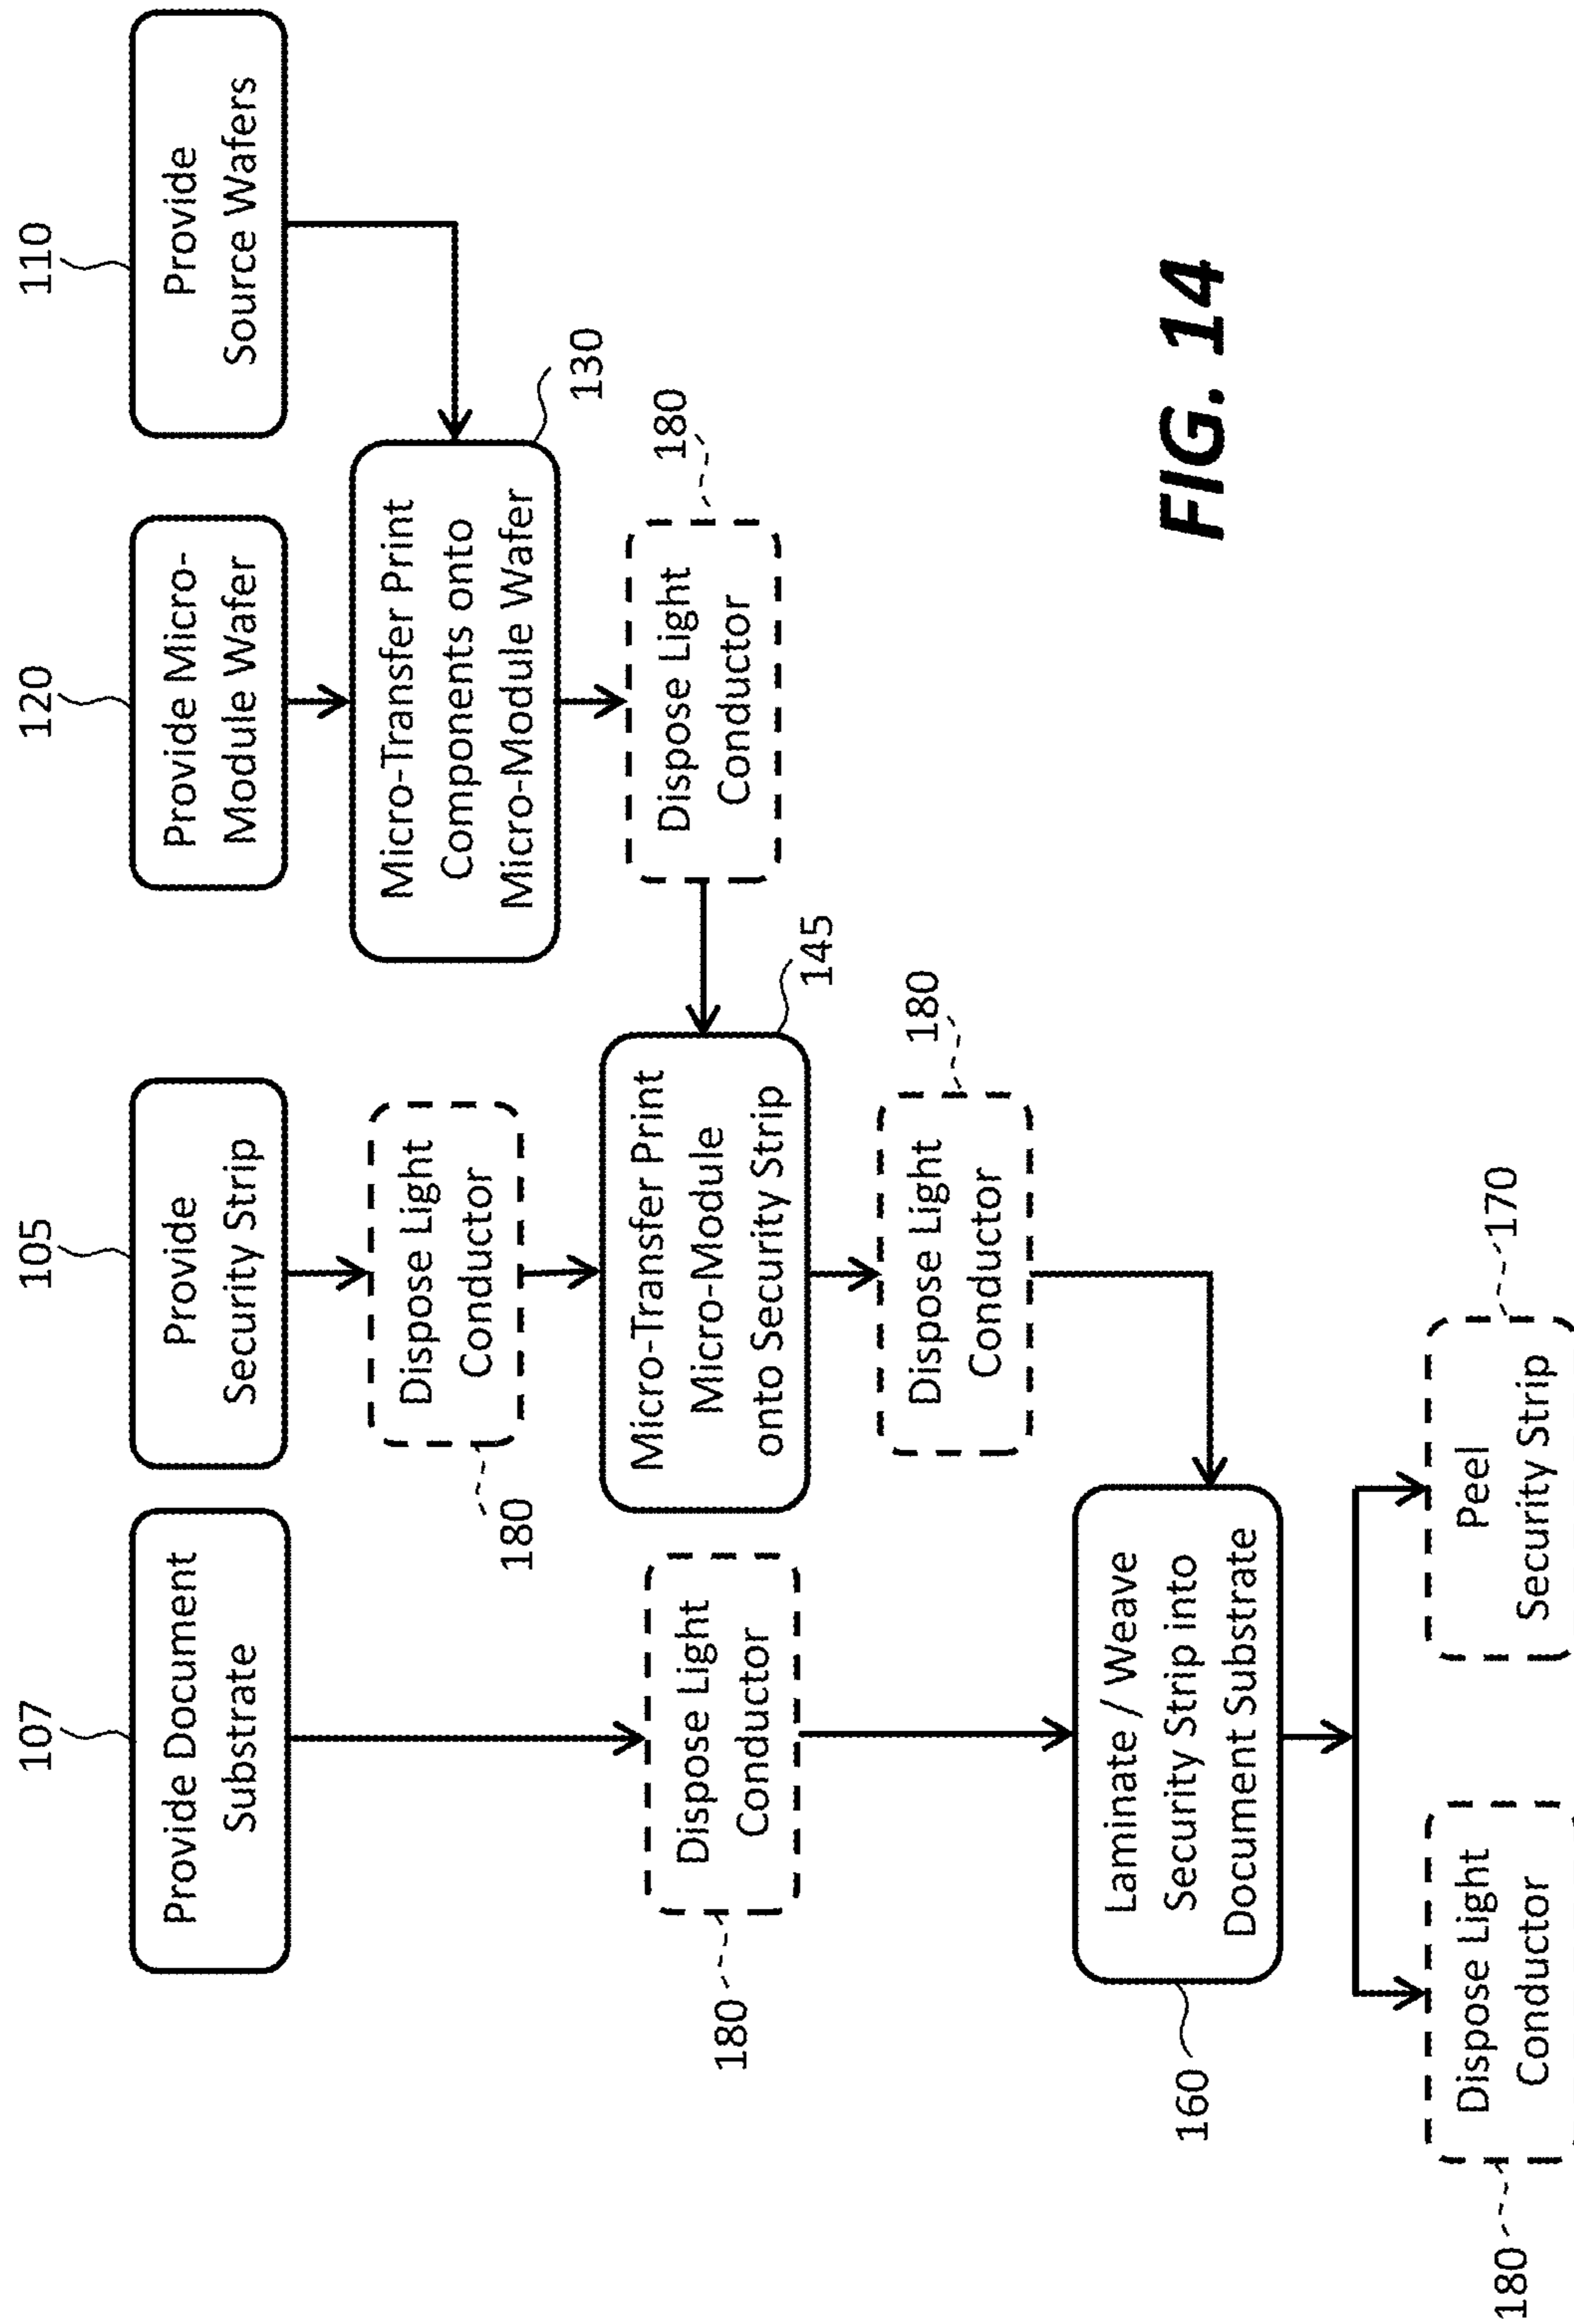 107
105
120
110
Provide Document
Substrate
Provide
Security Strip
Provide Micro-
Module Wafer
Provide
Source Wafers
180
Dispose Light
Conductor
Micro-Transfer Print
Components onto
Micro-Module Wafer
130
180
Dispose Light
Conductor
Micro-Transfer Print
Micro-Module
onto Security Strip
145
Dispose Light
Conductor
180
180
Dispose Light
Conductor
180
160
Laminate / Weave
Security Strip into
Document Substrate
FIG. 14
180
Dispose Light
Conductor
Peel
Security Strip
170